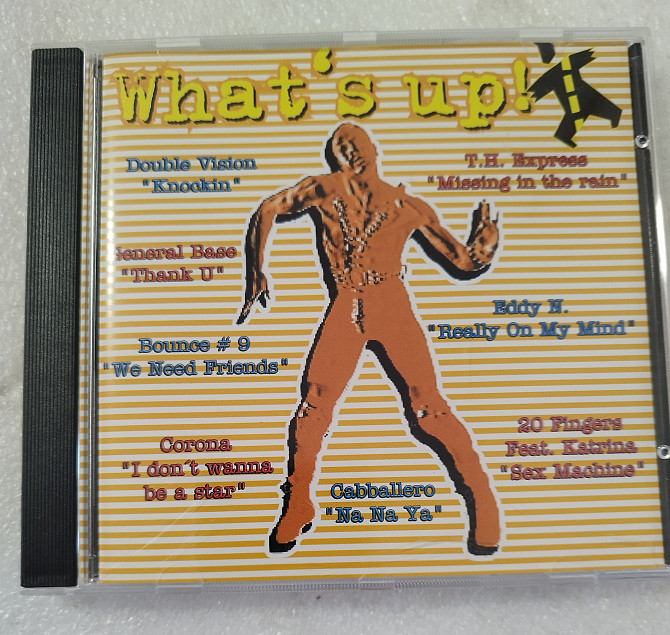 What's up!
Double Vision
"Knockin"
T.H. Express
"Missing in the rain"
General Base
"Thank U"
Eddy N.
"Really On My Mind"
Bounce # 9
"We Need Friends"
Corona
"I don't wanna
be a star"
20 Fingers
Feat. Katrina
"Sex Machine"
Cabballero
"Na Na Ya"